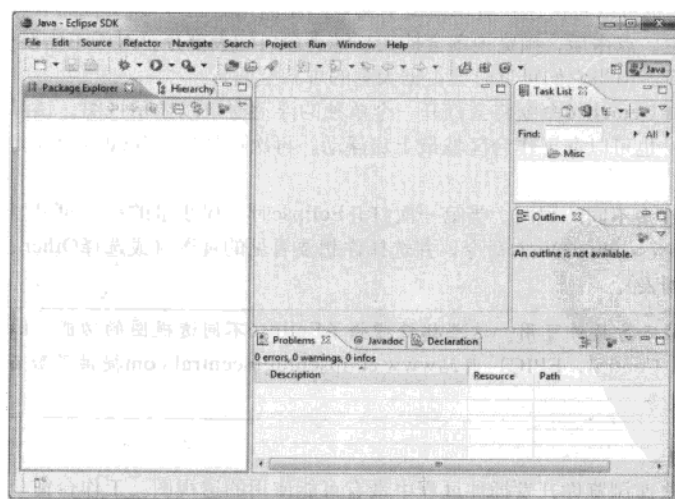 Java - Eclipse SDK
File Edit Source Refactor Navigate Search Project Run Window Help
Java
Package Explorer
Hierarchy
Task List
Find:
All
Misc
Outline
An outline is not available.
Problems
@ Javadoc
Declaration
0 errors, 0 warnings, 0 infos
Description
Resource
Path